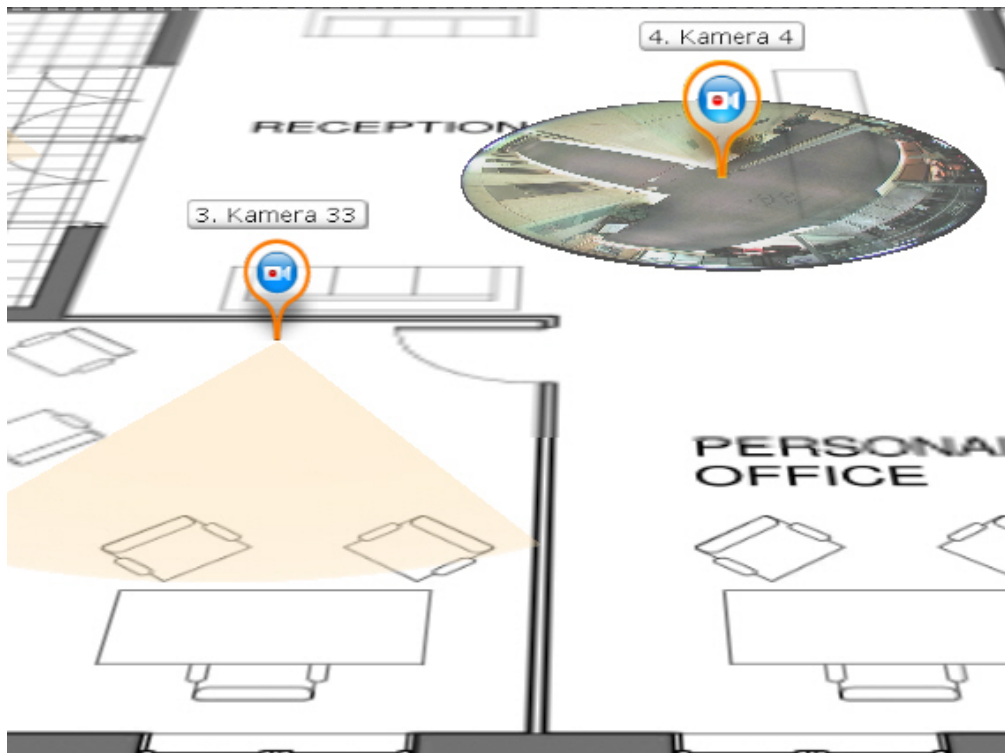 4. Kamera 4
RECEPTION
3. Kamera 33
PERSONAL
OFFICE